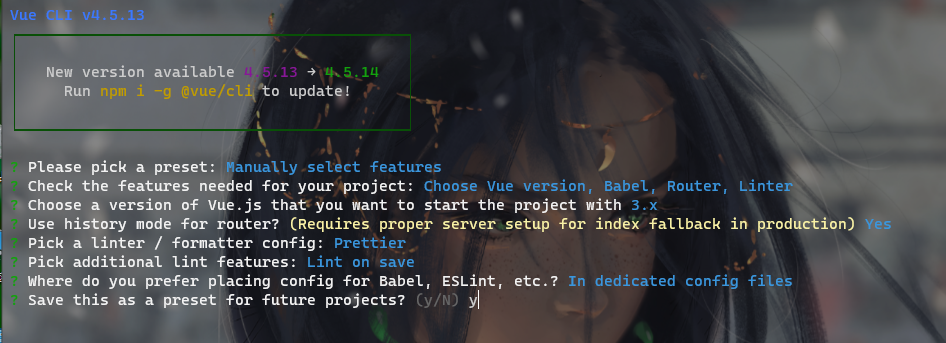 Vue CLI v4.5.13
New version available 4.5.13 → 4.5.14
Run npm i -g @vue/cli to update!
? Please pick a preset: Manually select features
? Check the features needed for your project: Choose Vue version, Babel, Router, Linter
? Choose a version of Vue.js that you want to start the project with 3.x
? Use history mode for router? (Requires proper server setup for index fallback in production) Yes
? Pick a linter / formatter config: Prettier
? Pick additional lint features: Lint on save
? Where do you prefer placing config for Babel, ESLint, etc.? In dedicated config files
? Save this as a preset for future projects? (y/N) y